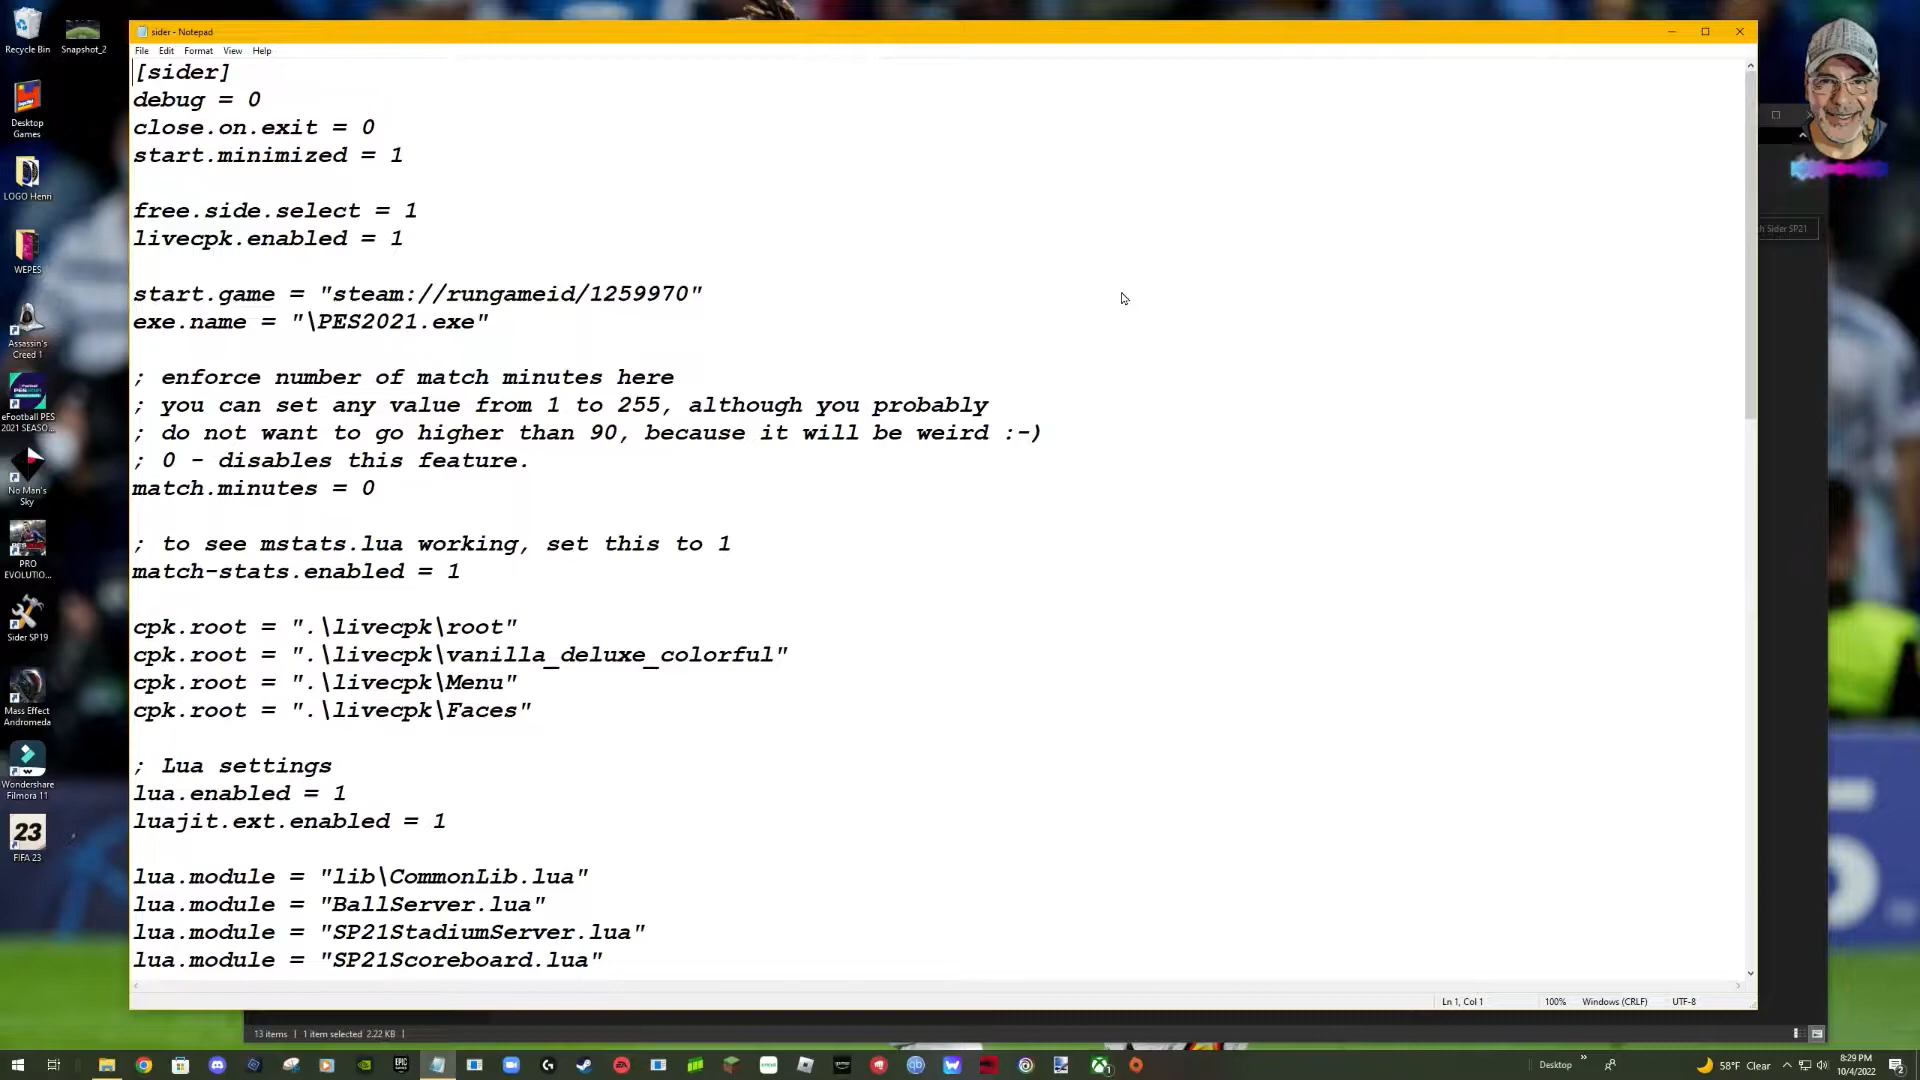 Recycle Bin
Snapshot_2
Desktop
Games
LOGO Henri
WEPES
Assassin's
Creed 1
eFootball PES
2021 SEASO...
No Man's
Sky
PRO
EVOLUTIO...
Sider SP19
Mass Effect
Andromeda
Wondershare
Filmora 11
23
FIFA 23
sider - Notepad
File Edit Format View Help
[sider]
debug = 0
close.on.exit = 0
start.minimized = 1
free.side.select = 1
livecpk.enabled = 1
start.game = "steam://rungameid/1259970"
exe.name = "\PES2021.exe"
; enforce number of match minutes here
; you can set any value from 1 to 255, although you probably
; do not want to go higher than 90, because it will be weird :-)
; 0 - disables this feature.
match.minutes = 0
; to see mstats.lua working, set this to 1
match-stats.enabled = 1
cpk.root = ".\livecpk\root"
cpk.root = ".\livecpk\vanilla_deluxe_colorful"
cpk.root = ".\livecpk\Menu"
cpk.root = ".\livecpk\Faces"
; Lua settings
lua.enabled = 1
luajit.ext.enabled = 1
lua.module = "lib\CommonLib.lua"
lua.module = "BallServer.lua"
lua.module = "SP21StadiumServer.lua"
lua.module = "SP21Scoreboard.lua"
Ln 1, Col 1 100% Windows (CRLF) UTF-8
Sider SP21
13 items 1 item selected 2.22 KB
Desktop
58°F Clear
8:29 PM
10/4/2022